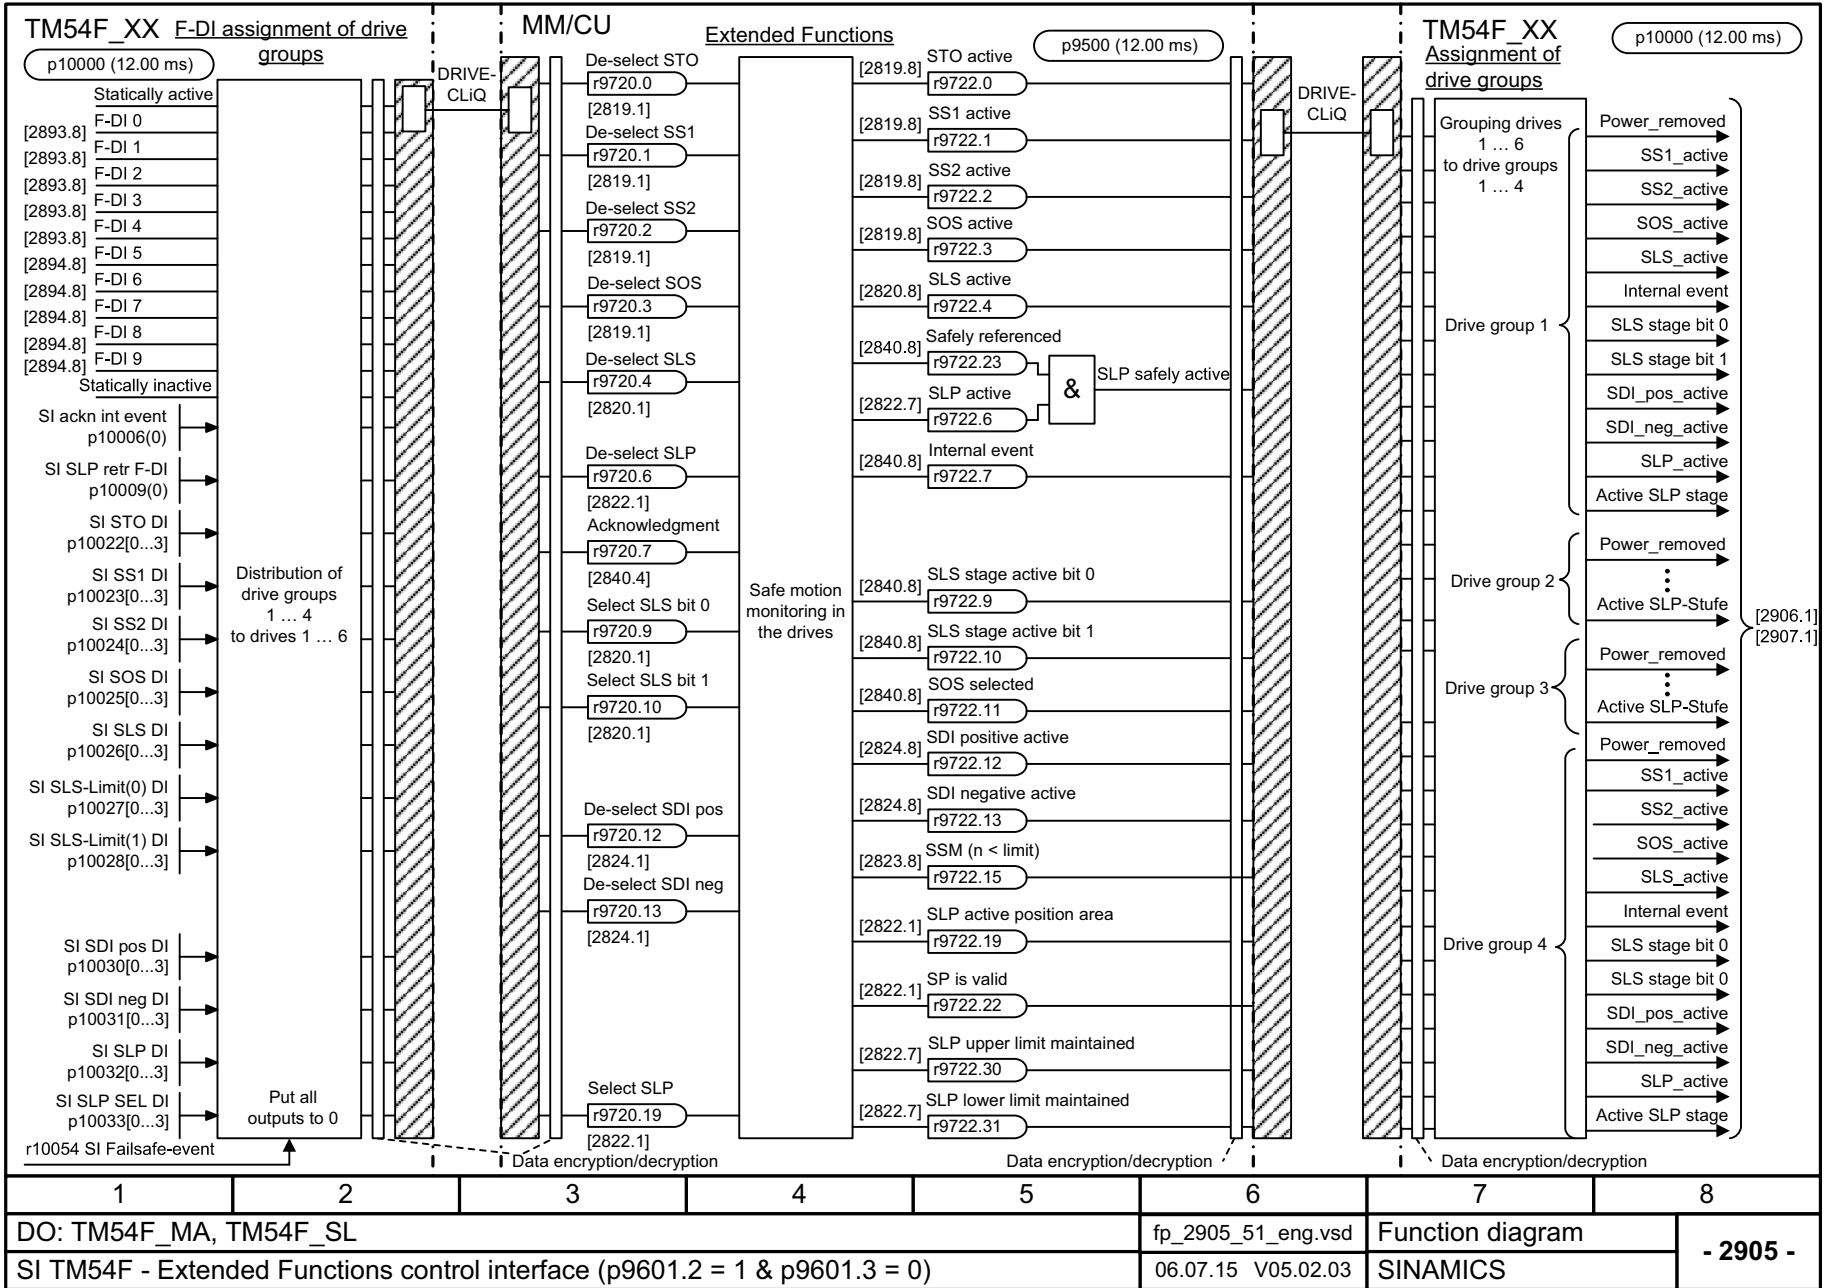 TM54F_XX
F-DI assignment of drive
groups
p10000 (12.00 ms)
Statically active
F-DI 0
[2893.8]
F-DI 1
[2893.8]
F-DI 2
[2893.8]
F-DI 3
[2893.8]
F-DI 4
[2893.8]
F-DI 5
[2894.8]
F-DI 6
[2894.8]
F-DI 7
[2894.8]
F-DI 8
[2894.8]
F-DI 9
[2894.8]
Statically inactive
SI ackn int event
p10006(0)
SI SLP retr F-DI
p10009(0)
SI STO DI
p10022[0...3]
SI SS1 DI
p10023[0...3]
SI SS2 DI
p10024[0...3]
SI SOS DI
p10025[0...3]
SI SLS DI
p10026[0...3]
SI SLS-Limit(0) DI
p10027[0...3]
SI SLS-Limit(1) DI
p10028[0...3]
SI SDI pos DI
p10030[0...3]
SI SDI neg DI
p10031[0...3]
SI SLP DI
p10032[0...3]
SI SLP SEL DI
p10033[0...3]
r10054 SI Failsafe-event
Distribution of
drive groups
1 … 4
to drives 1 … 6
Put all
outputs to 0
DRIVE-
CLiQ
MM/CU
Extended Functions
p9500 (12.00 ms)
De-select STO
r9720.0
[2819.1]
De-select SS1
r9720.1
[2819.1]
De-select SS2
r9720.2
[2819.1]
De-select SOS
r9720.3
[2819.1]
De-select SLS
r9720.4
[2820.1]
De-select SLP
r9720.6
[2822.1]
Acknowledgment
r9720.7
[2840.4]
Select SLS bit 0
r9720.9
[2820.1]
Select SLS bit 1
r9720.10
[2820.1]
De-select SDI pos
r9720.12
[2824.1]
De-select SDI neg
r9720.13
[2824.1]
Select SLP
r9720.19
[2822.1]
Data encryption/decryption
Safe motion
monitoring in
the drives
STO active
[2819.8]
r9722.0
SS1 active
[2819.8]
r9722.1
SS2 active
[2819.8]
r9722.2
SOS active
[2819.8]
r9722.3
SLS active
[2820.8]
r9722.4
Safely referenced
[2840.8]
r9722.23
SLP active
[2822.7]
r9722.6
&
SLP safely active
Internal event
[2840.8]
r9722.7
SLS stage active bit 0
[2840.8]
r9722.9
SLS stage active bit 1
[2840.8]
r9722.10
SOS selected
[2840.8]
r9722.11
SDI positive active
[2824.8]
r9722.12
SDI negative active
[2824.8]
r9722.13
SSM (n < limit)
[2823.8]
r9722.15
SLP active position area
[2822.1]
r9722.19
SP is valid
[2822.1]
r9722.22
SLP upper limit maintained
[2822.7]
r9722.30
SLP lower limit maintained
[2822.7]
r9722.31
Data encryption/decryption
DRIVE-
CLiQ
TM54F_XX
Assignment of
drive groups
p10000 (12.00 ms)
Grouping drives
1 … 6
to drive groups
1 … 4
Drive group 1
Power_removed
SS1_active
SS2_active
SOS_active
SLS_active
Internal event
SLS stage bit 0
SLS stage bit 1
SDI_pos_active
SDI_neg_active
SLP_active
Active SLP stage
Drive group 2
Power_removed
Active SLP-Stufe
Drive group 3
Power_removed
Active SLP-Stufe
Drive group 4
Power_removed
SS1_active
SS2_active
SOS_active
SLS_active
Internal event
SLS stage bit 0
SLS stage bit 0
SDI_pos_active
SDI_neg_active
SLP_active
Active SLP stage
[2906.1]
[2907.1]
Data encryption/decryption
1 2 3 4 5 6 7 8
DO: TM54F_MA, TM54F_SL
fp_2905_51_eng.vsd
Function diagram
- 2905 -
SI TM54F - Extended Functions control interface (p9601.2 = 1 & p9601.3 = 0)
06.07.15 V05.02.03
SINAMICS